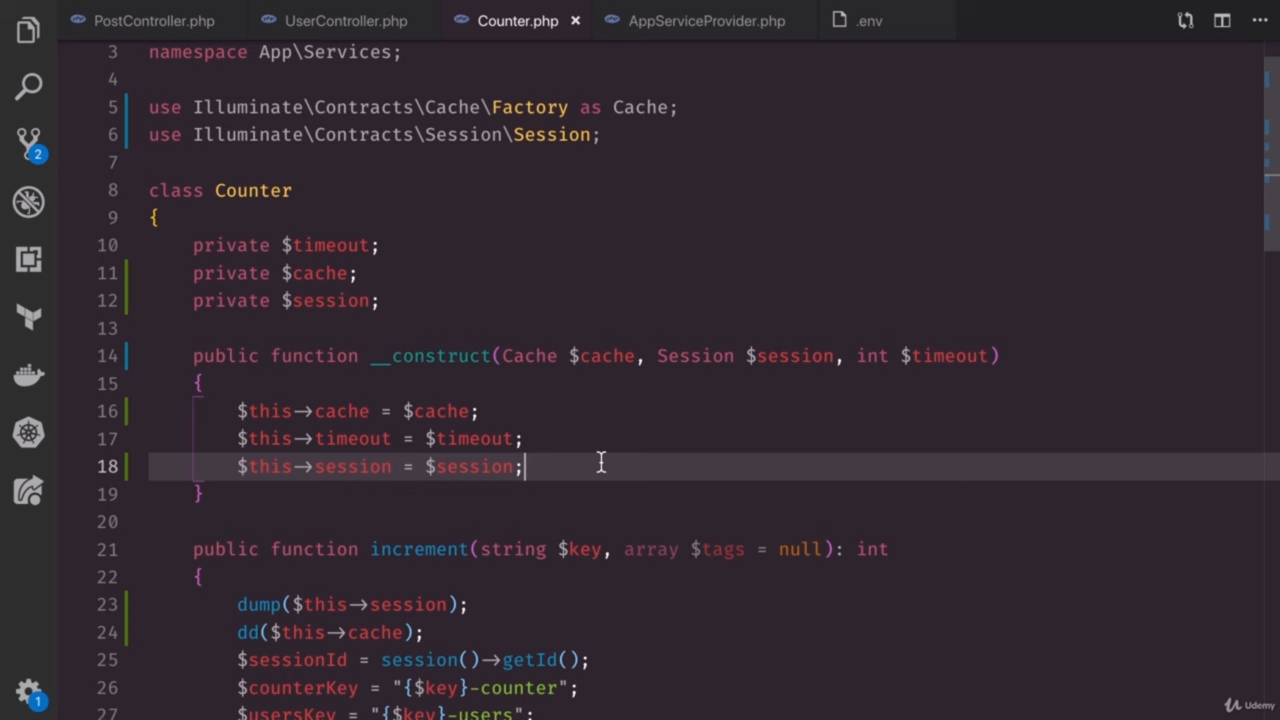 PostController.php UserController.php Counter.php × AppServiceProvider.php .env
3 namespace App\Services;
4
5 use Illuminate\Contracts\Cache\Factory as Cache;
6 use Illuminate\Contracts\Session\Session;
7
8 class Counter
9 {
10 private $timeout;
11 private $cache;
12 private $session;
13
14 public function __construct(Cache $cache, Session $session, int $timeout)
15 {
16 $this->cache = $cache;
17 $this->timeout = $timeout;
18 $this->session = $session;
19 }
20
21 public function increment(string $key, array $tags = null): int
22 {
23 dump($this->session);
24 dd($this->cache);
25 $sessionId = session()->getId();
26 $counterKey = "{$key}-counter";
27 $usersKey = "{$key}-users";
2
1
Udemy